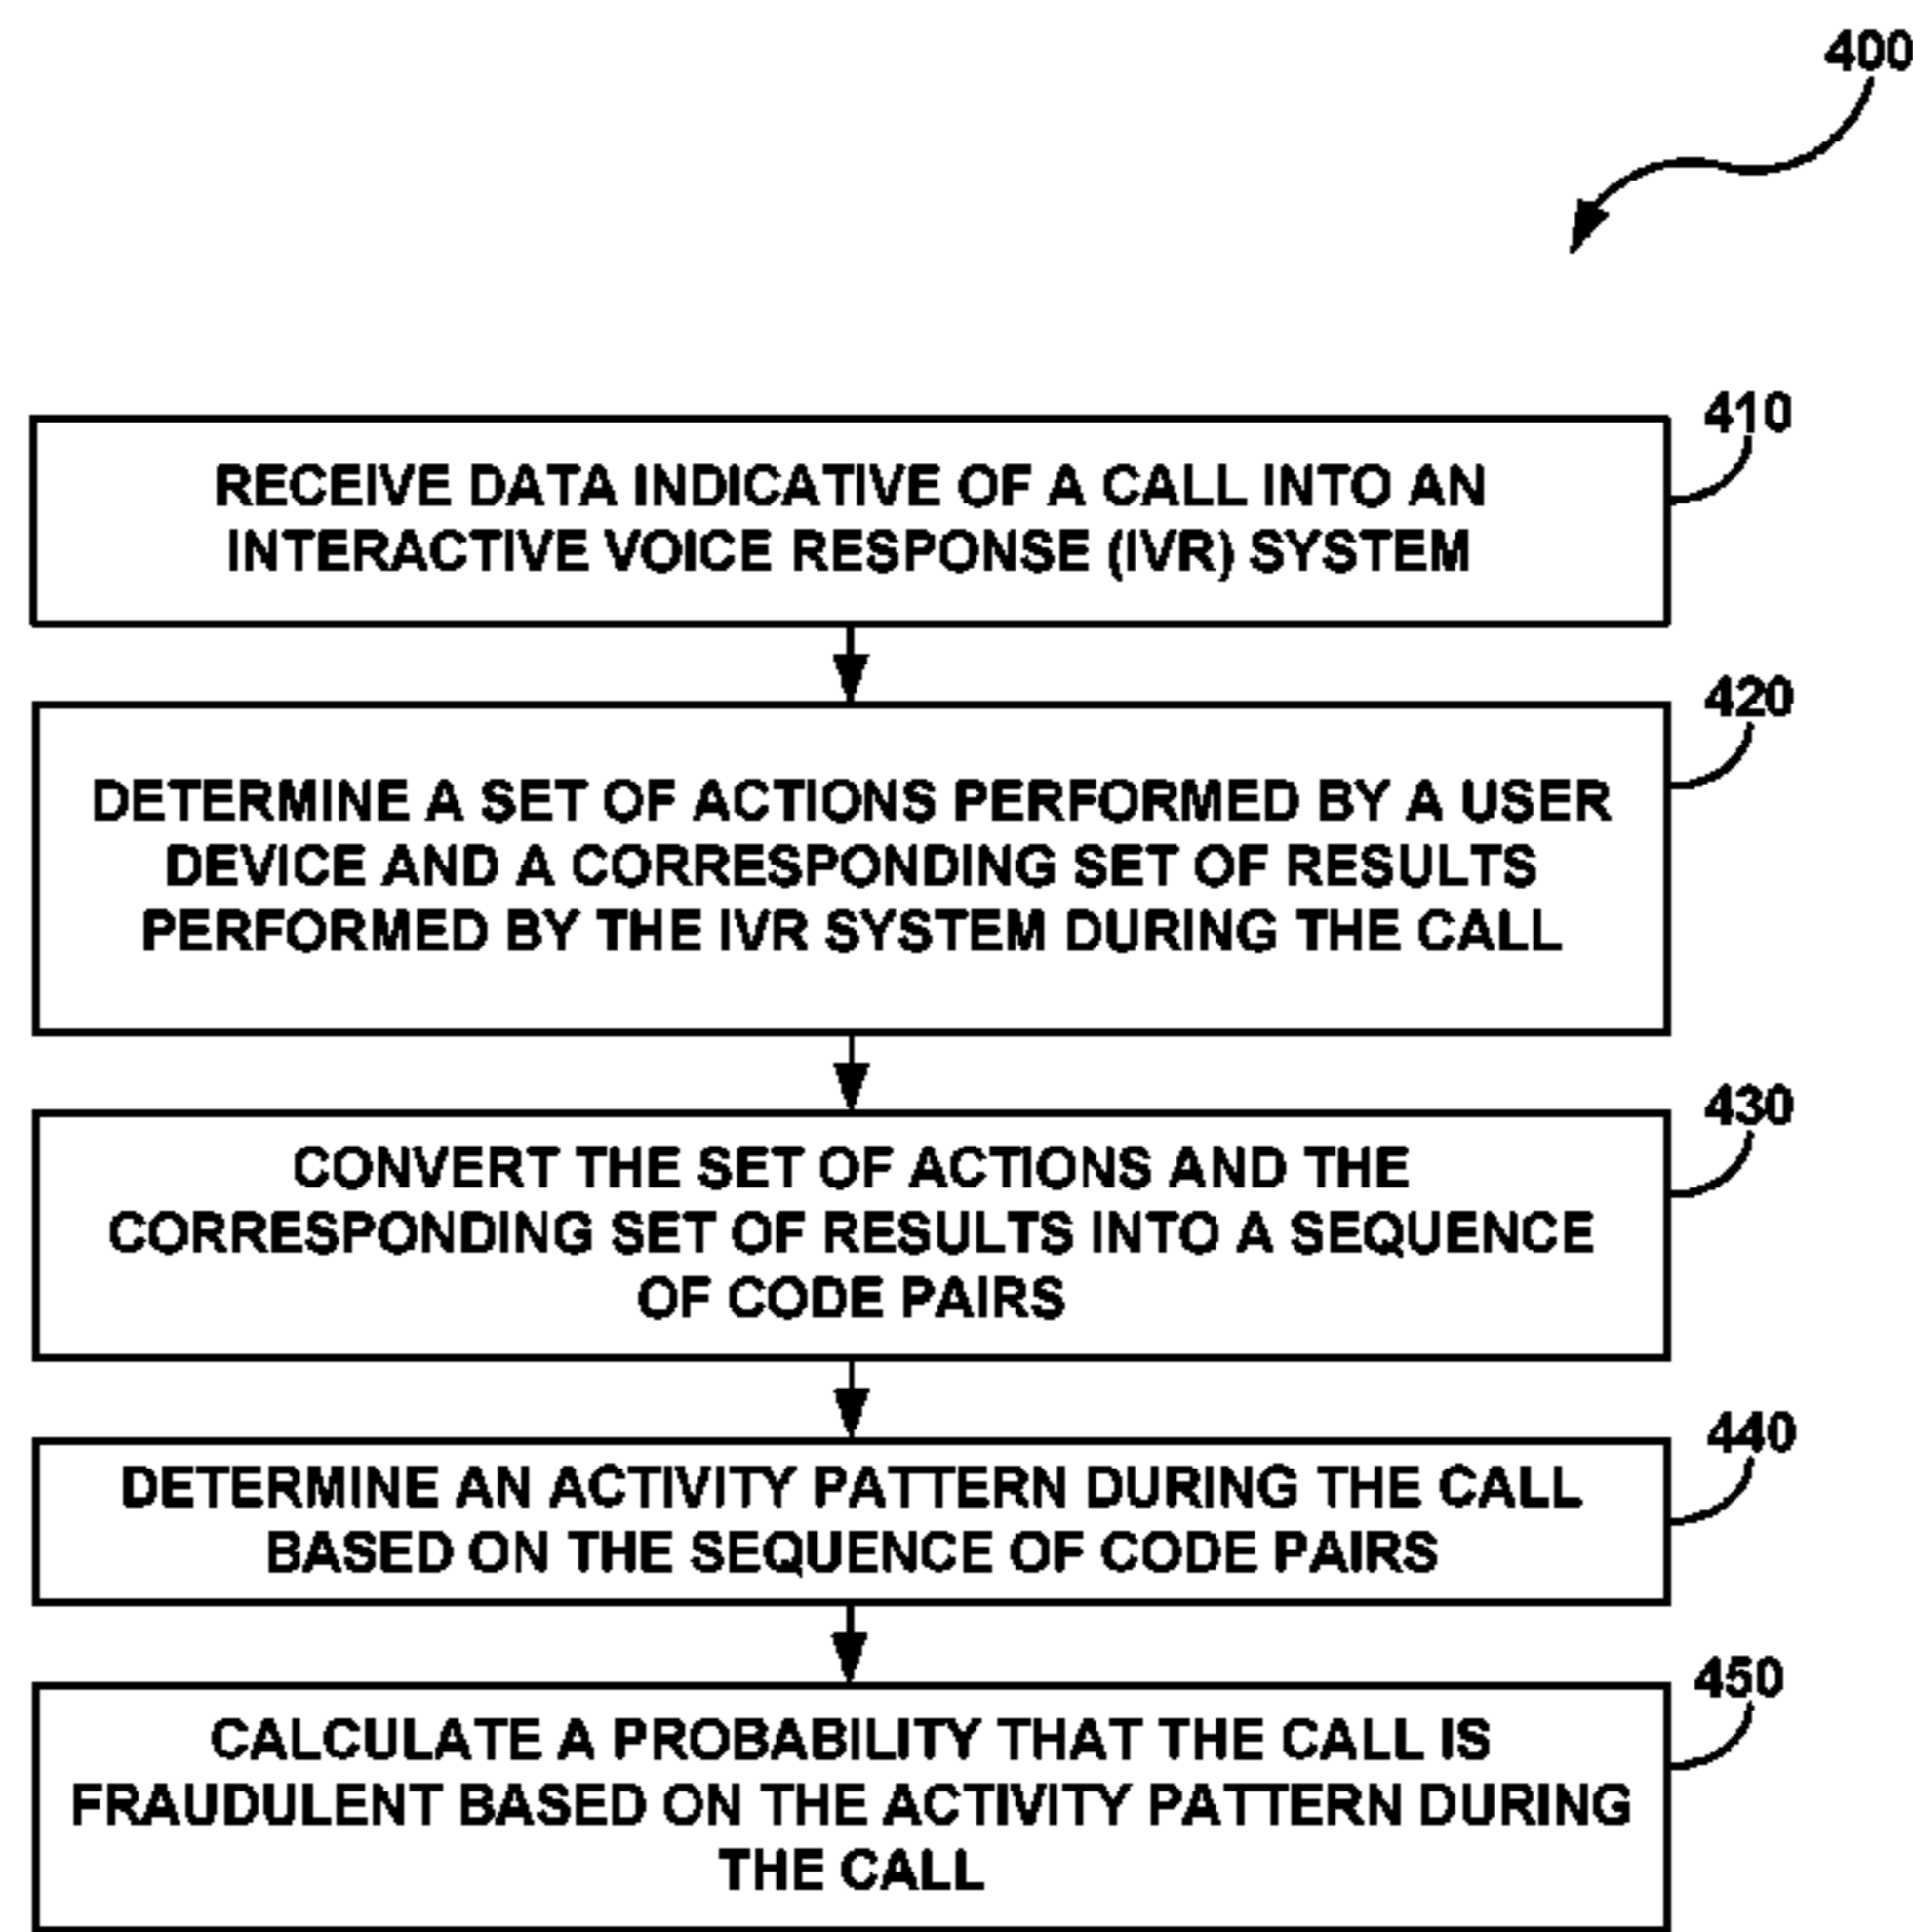 400
410
RECEIVE DATA INDICATIVE OF A CALL INTO AN
INTERACTIVE VOICE RESPONSE (IVR) SYSTEM
420
DETERMINE A SET OF ACTIONS PERFORMED BY A USER
DEVICE AND A CORRESPONDING SET OF RESULTS
PERFORMED BY THE IVR SYSTEM DURING THE CALL
430
CONVERT THE SET OF ACTIONS AND THE
CORRESPONDING SET OF RESULTS INTO A SEQUENCE
OF CODE PAIRS
440
DETERMINE AN ACTIVITY PATTERN DURING THE CALL
BASED ON THE SEQUENCE OF CODE PAIRS
450
CALCULATE A PROBABILITY THAT THE CALL IS
FRAUDULENT BASED ON THE ACTIVITY PATTERN DURING
THE CALL